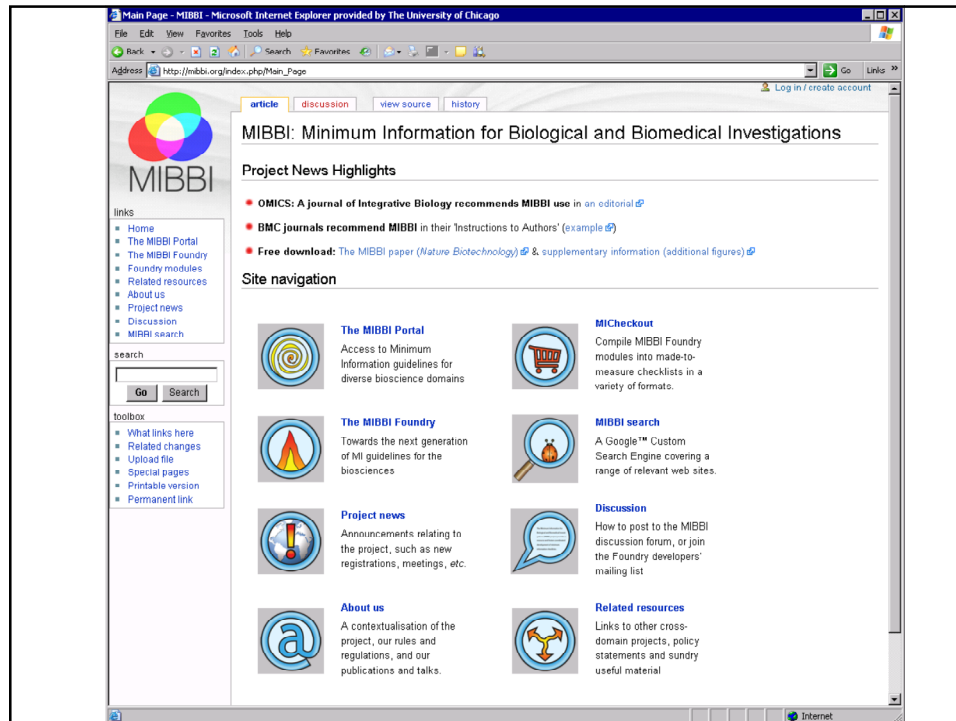 Main Page - MIBBI - Microsoft Internet Explorer provided by The University of Chicago
File Edit View Favorites Tools Help
Back Search Favorites
Address http://mibbi.org/index.php/Main_Page Go Links »
Log in / create account
article discussion view source history
MIBBI
MIBBI: Minimum Information for Biological and Biomedical Investigations
Project News Highlights
OMICS: A journal of Integrative Biology recommends MIBBI use in an editorial
BMC journals recommend MIBBI in their 'Instructions to Authors' (example)
Free download: The MIBBI paper (Nature Biotechnology) & supplementary information (additional figures)
links
Home
The MIBBI Portal
The MIBBI Foundry
Foundry modules
Related resources
About us
Project news
Discussion
MIBBI search
search
Go Search
toolbox
What links here
Related changes
Upload file
Special pages
Printable version
Permanent link
Site navigation
The MIBBI Portal
Access to Minimum
Information guidelines for
diverse bioscience domains
MICheckout
Compile MIBBI Foundry
modules into made-to-
measure checklists in a
variety of formats.
The MIBBI Foundry
Towards the next generation
of MI guidelines for the
biosciences
MIBBI search
A Google™ Custom
Search Engine covering a
range of relevant web sites.
Project news
Announcements relating to
the project, such as new
registrations, meetings, etc.
Discussion
How to post to the MIBBI
discussion forum, or join
the Foundry developers'
mailing list
About us
A contextualisation of the
project, our rules and
regulations, and our
publications and talks.
Related resources
Links to other cross-
domain projects, policy
statements and sundry
useful material
Internet